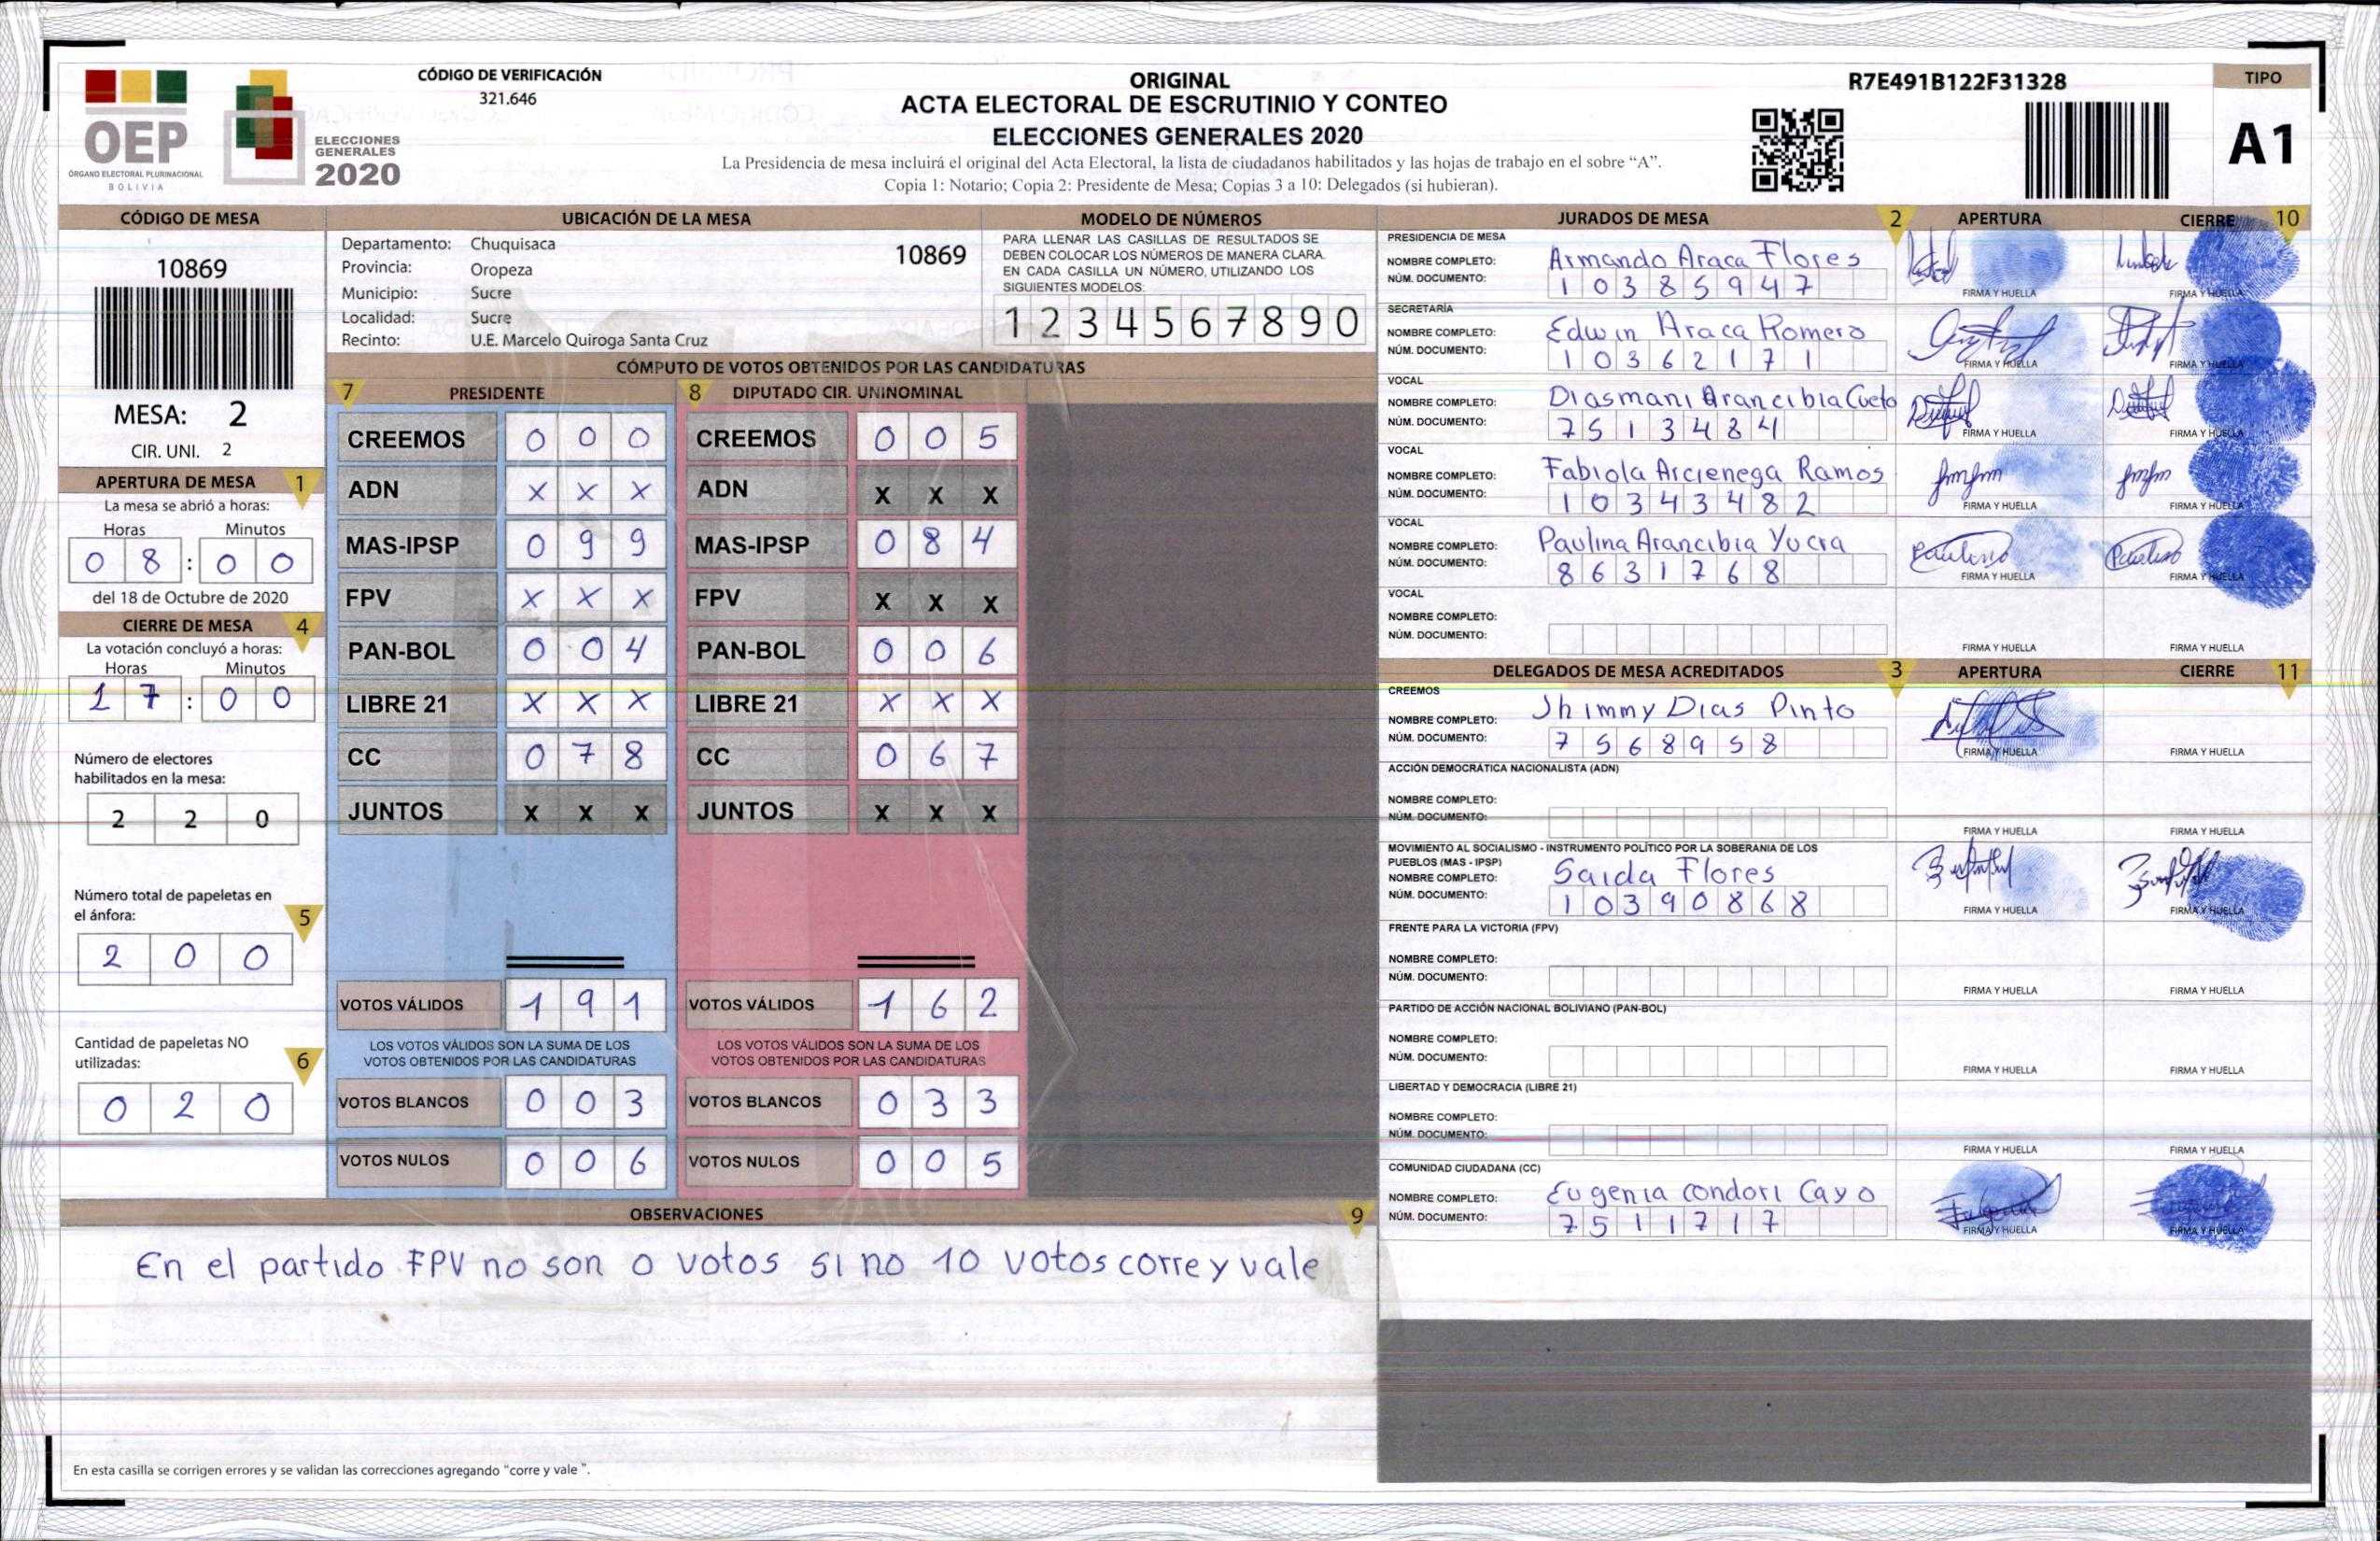 CÓDIGO DE VERIFICACIÓN
321.646
ORIGINAL
ACTA ELECTORAL DE ESCRUTINIO Y CONTEO
ELECCIONES GENERALES 2020
La Presidencia de mesa incluirá el original del Acta Electoral, la lista de ciudadanos habilitados y las hojas de trabajo en el sobre “A”.
Copia 1: Notario; Copia 2: Presidente de Mesa; Copias 3 a 10: Delegados (si hubieran).
R7E491B122F31328
TIPO
A1
OEP
ÓRGANO ELECTORAL PLURINACIONAL
BOLIVIA
ELECCIONES
GENERALES
2020
CÓDIGO DE MESA
10869
MESA: 2
CIR. UNI. 2
APERTURA DE MESA 1
La mesa se abrió a horas:
Horas Minutos
0 8 : 0 0
del 18 de Octubre de 2020
CIERRE DE MESA 4
La votación concluyó a horas:
Horas Minutos
1 7 : 0 0
Número de electores
habilitados en la mesa:
2 2 0
Número total de papeletas en
el ánfora: 5
2 0 0
Cantidad de papeletas NO
utilizadas: 6
0 2 0
UBICACIÓN DE LA MESA
Departamento: Chuquisaca 10869
Provincia: Oropeza
Municipio: Sucre
Localidad: Sucre
Recinto: U.E. Marcelo Quiroga Santa Cruz
MODELO DE NÚMEROS
PARA LLENAR LAS CASILLAS DE RESULTADOS SE
DEBEN COLOCAR LOS NÚMEROS DE MANERA CLARA.
EN CADA CASILLA UN NÚMERO, UTILIZANDO LOS
SIGUIENTES MODELOS:
1 2 3 4 5 6 7 8 9 0
CÓMPUTO DE VOTOS OBTENIDOS POR LAS CANDIDATURAS
7 PRESIDENTE
CREEMOS 0 0 0
ADN X X X
MAS-IPSP 0 9 9
FPV X X X
PAN-BOL 0 0 4
LIBRE 21 X X X
CC 0 7 8
JUNTOS X X X
VOTOS VÁLIDOS 1 9 1
LOS VOTOS VÁLIDOS SON LA SUMA DE LOS
VOTOS OBTENIDOS POR LAS CANDIDATURAS
VOTOS BLANCOS 0 0 3
VOTOS NULOS 0 0 6
8 DIPUTADO CIR. UNINOMINAL
CREEMOS 0 0 5
ADN X X X
MAS-IPSP 0 8 4
FPV X X X
PAN-BOL 0 0 6
LIBRE 21 X X X
CC 0 6 7
JUNTOS X X X
VOTOS VÁLIDOS 1 6 2
LOS VOTOS VÁLIDOS SON LA SUMA DE LOS
VOTOS OBTENIDOS POR LAS CANDIDATURAS
VOTOS BLANCOS 0 3 3
VOTOS NULOS 0 0 5
OBSERVACIONES 9
En el partido FPV no son 0 votos si no 10 votos corre y vale
En esta casilla se corrigen errores y se validan las correcciones agregando "corre y vale ".
JURADOS DE MESA 2 APERTURA CIERRE 10
PRESIDENCIA DE MESA
NOMBRE COMPLETO: Armando Araca Flores
NÚM. DOCUMENTO: 1 0 3 8 5 9 4 7
FIRMA Y HUELLA FIRMA Y HUELLA
SECRETARÍA
NOMBRE COMPLETO: Edwin Araca Romero
NÚM. DOCUMENTO: 1 0 3 6 2 1 7 1
FIRMA Y HUELLA FIRMA Y HUELLA
VOCAL
NOMBRE COMPLETO: Diasmani Arancibia Cueto
NÚM. DOCUMENTO: 7 5 1 3 4 8 4
FIRMA Y HUELLA FIRMA Y HUELLA
VOCAL
NOMBRE COMPLETO: Fabiola Arcienega Ramos
NÚM. DOCUMENTO: 1 0 3 4 3 4 8 2
FIRMA Y HUELLA FIRMA Y HUELLA
VOCAL
NOMBRE COMPLETO: Paulina Arancibia Yucra
NÚM. DOCUMENTO: 8 6 3 1 7 6 8
FIRMA Y HUELLA FIRMA Y HUELLA
VOCAL
NOMBRE COMPLETO:
NÚM. DOCUMENTO:
FIRMA Y HUELLA FIRMA Y HUELLA
DELEGADOS DE MESA ACREDITADOS 3 APERTURA CIERRE 11
CREEMOS
NOMBRE COMPLETO: Jhimmy Dias Pinto
NÚM. DOCUMENTO: 7 5 6 8 9 5 8
FIRMA Y HUELLA FIRMA Y HUELLA
ACCIÓN DEMOCRÁTICA NACIONALISTA (ADN)
NOMBRE COMPLETO:
NÚM. DOCUMENTO:
FIRMA Y HUELLA FIRMA Y HUELLA
MOVIMIENTO AL SOCIALISMO - INSTRUMENTO POLÍTICO POR LA SOBERANIA DE LOS
PUEBLOS (MAS - IPSP)
NOMBRE COMPLETO: Saida Flores
NÚM. DOCUMENTO: 1 0 3 9 0 8 6 8
FIRMA Y HUELLA FIRMA Y HUELLA
FRENTE PARA LA VICTORIA (FPV)
NOMBRE COMPLETO:
NÚM. DOCUMENTO:
FIRMA Y HUELLA FIRMA Y HUELLA
PARTIDO DE ACCIÓN NACIONAL BOLIVIANO (PAN-BOL)
NOMBRE COMPLETO:
NÚM. DOCUMENTO:
FIRMA Y HUELLA FIRMA Y HUELLA
LIBERTAD Y DEMOCRACIA (LIBRE 21)
NOMBRE COMPLETO:
NÚM. DOCUMENTO:
FIRMA Y HUELLA FIRMA Y HUELLA
COMUNIDAD CIUDADANA (CC)
NOMBRE COMPLETO: Eugenia condori Cayo
NÚM. DOCUMENTO: 7 5 1 1 7 1 7
FIRMA Y HUELLA FIRMA Y HUELLA